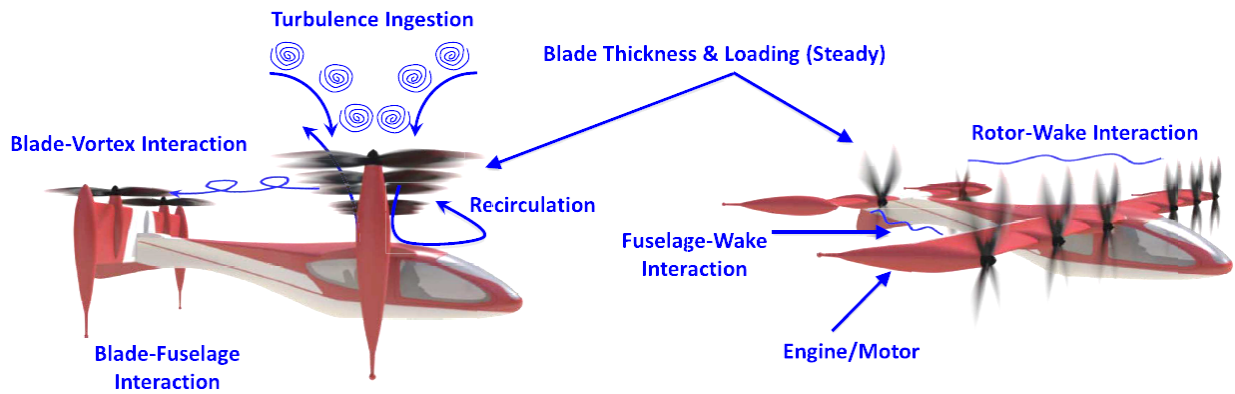 Turbulence Ingestion
Blade Thickness & Loading (Steady)
Blade-Vortex Interaction
Rotor-Wake Interaction
Recirculation
Fuselage-Wake
Interaction
Blade-Fuselage
Interaction
Engine/Motor